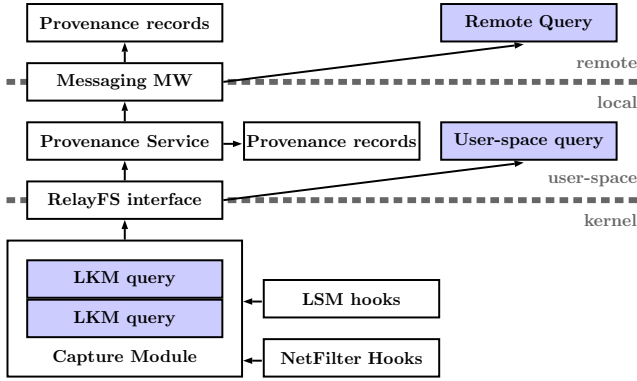 Provenance records
Remote Query
remote
Messaging MW
local
Provenance Service
Provenance records
User-space query
user-space
RelayFS interface
kernel
LKM query
LSM hooks
LKM query
Capture Module
NetFilter Hooks